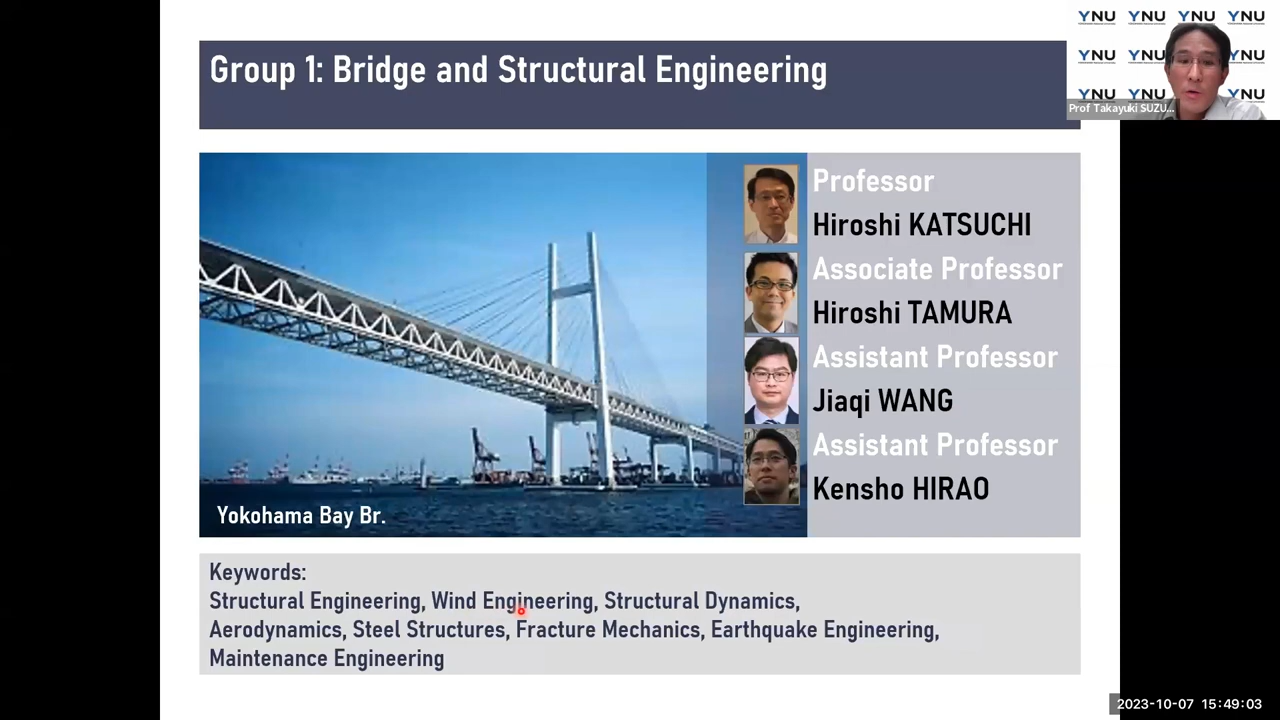 Group 1: Bridge and Structural Engineering
YNU YNU YNU YNU
YNU YNU YNU
YNU YNU
Prof Takayuki SUZU...
Professor
Hiroshi KATSUCHI
Associate Professor
Hiroshi TAMURA
Assistant Professor
Jiaqi WANG
Assistant Professor
Kensho HIRAO
Yokohama Bay Br.
Keywords:
Structural Engineering, Wind Engineering, Structural Dynamics,
Aerodynamics, Steel Structures, Fracture Mechanics, Earthquake Engineering,
Maintenance Engineering
2023-10-07 15:49:03